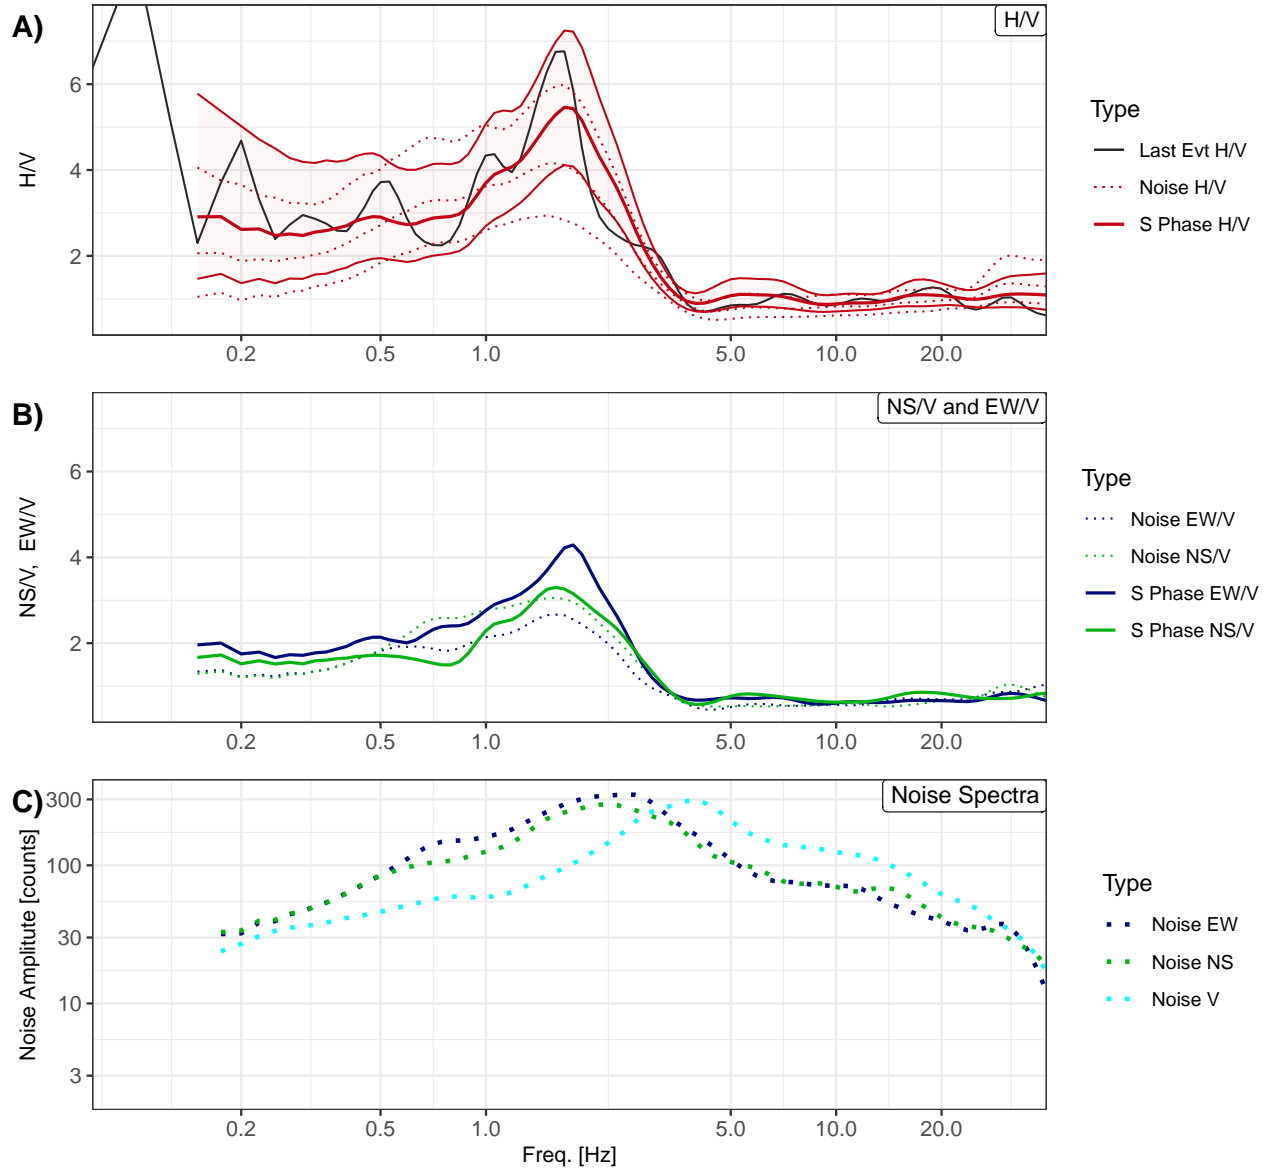 A)
H/V
H/V
6
4
2
0.2 0.5 1.0 5.0 10.0 20.0
Type
Last Evt H/V
Noise H/V
S Phase H/V
B)
NS/V and EW/V
NS/V, EW/V
6
4
2
0.2 0.5 1.0 5.0 10.0 20.0
Type
Noise EW/V
Noise NS/V
S Phase EW/V
S Phase NS/V
C)
Noise Spectra
Noise Amplitute [counts]
300
100
30
10
3
0.2 0.5 1.0 5.0 10.0 20.0
Freq. [Hz]
Type
Noise EW
Noise NS
Noise V